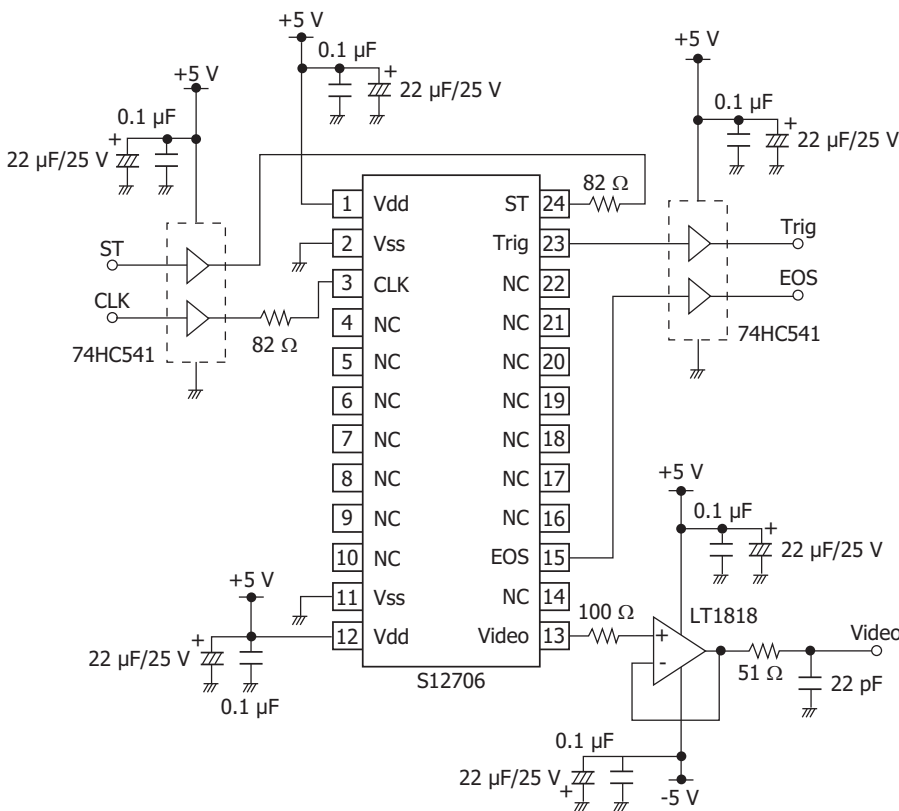 +5 V
0.1 µF
22 µF/25 V
+
+5 V
0.1 µF
22 µF/25 V
+
+5 V
0.1 µF
22 µF/25 V
+
ST
CLK
82 Ω
74HC541
82 Ω
Trig
EOS
74HC541
1 Vdd ST 24
2 Vss Trig 23
3 CLK NC 22
4 NC NC 21
5 NC NC 20
6 NC NC 19
7 NC NC 18
8 NC NC 17
9 NC NC 16
10 NC EOS 15
11 Vss NC 14
12 Vdd Video 13
S12706
+5 V
22 µF/25 V
+
0.1 µF
+5 V
0.1 µF
22 µF/25 V
+
100 Ω
LT1818
+
-
51 Ω
Video
22 pF
0.1 µF
22 µF/25 V
+
-5 V